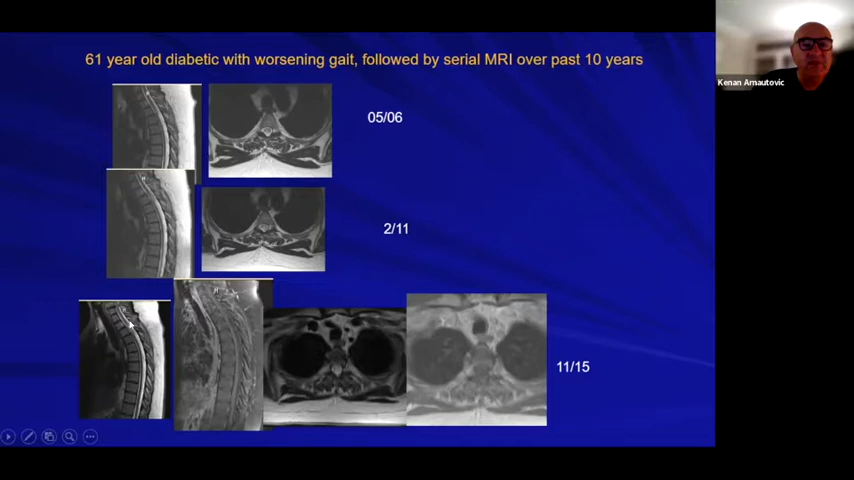 61 year old diabetic with worsening gait, followed by serial MRI over past 10 years
Kenan Arnautovic
05/06
2/11
11/15